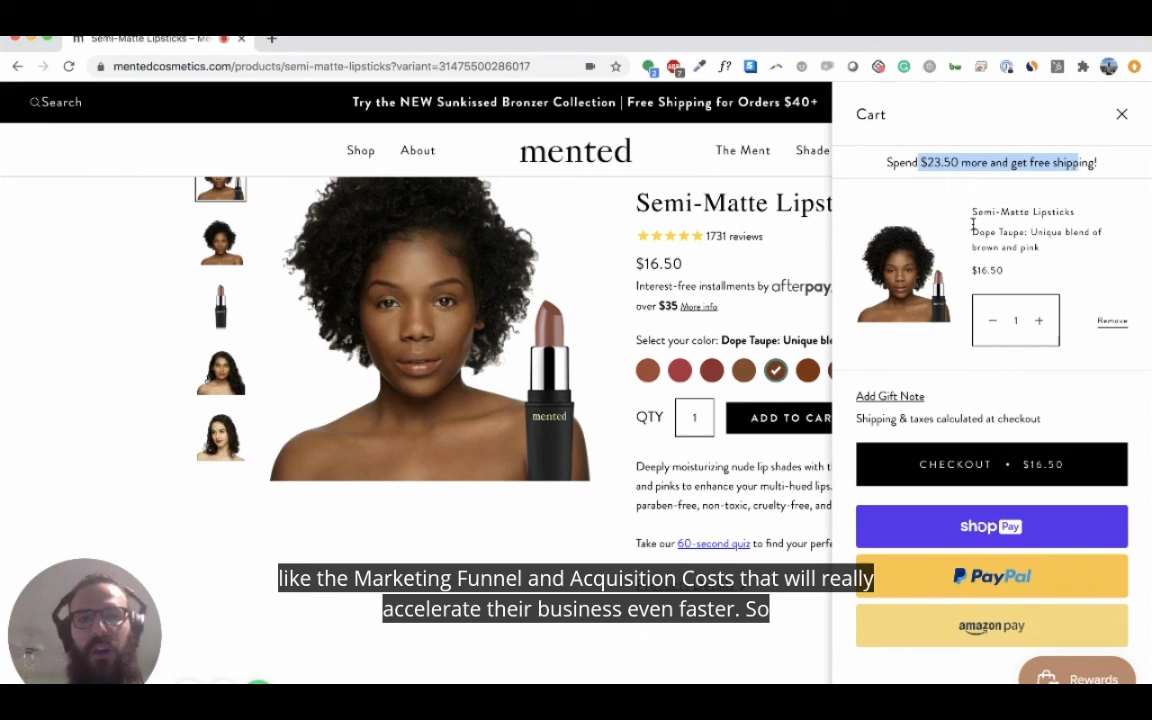 Semi-Matte Lipsticks – Me
mentedcosmetics.com/products/semi-matte-lipsticks?variant=31475500286017
Search
Try the NEW Sunkissed Bronzer Collection | Free Shipping for Orders $40+
Shop
About
mented
The Ment
Shade
Semi-Matte Lipst
1731 reviews
$16.50
Interest-free installments by afterpay
over $35 More info
Select your color: Dope Taupe: Unique ble
QTY
1
ADD TO CAR
mented
Deeply moisturizing nude lip shades with t
and pinks to enhance your multi-hued lips.
paraben-free, non-toxic, cruelty-free, and
Take our 60-second quiz to find your perfe
Cart
Spend $23.50 more and get free shipping!
Semi-Matte Lipsticks
Dope Taupe: Unique blend of
brown and pink
$16.50
− 1 +
Remove
Add Gift Note
Shipping & taxes calculated at checkout
CHECKOUT • $16.50
shop Pay
PayPal
amazon pay
Rewards
like the Marketing Funnel and Acquisition Costs that will really
accelerate their business even faster. So